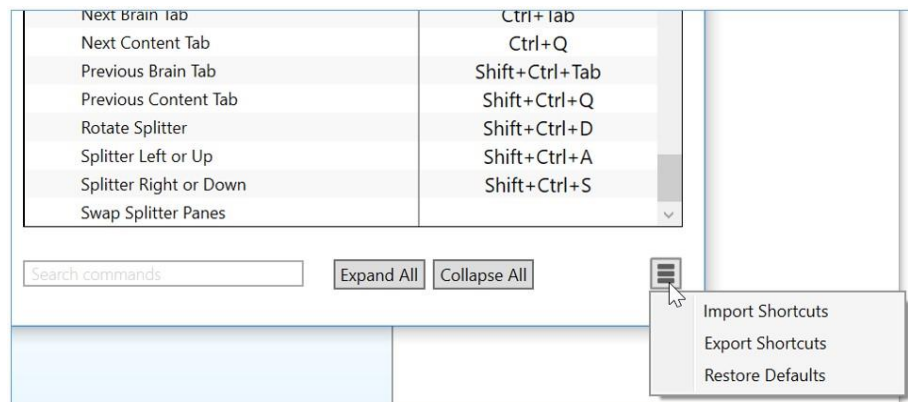 Next Brain Tab Ctrl+Tab
Next Content Tab Ctrl+Q
Previous Brain Tab Shift+Ctrl+Tab
Previous Content Tab Shift+Ctrl+Q
Rotate Splitter Shift+Ctrl+D
Splitter Left or Up Shift+Ctrl+A
Splitter Right or Down Shift+Ctrl+S
Swap Splitter Panes
Search commands Expand All Collapse All
Import Shortcuts
Export Shortcuts
Restore Defaults